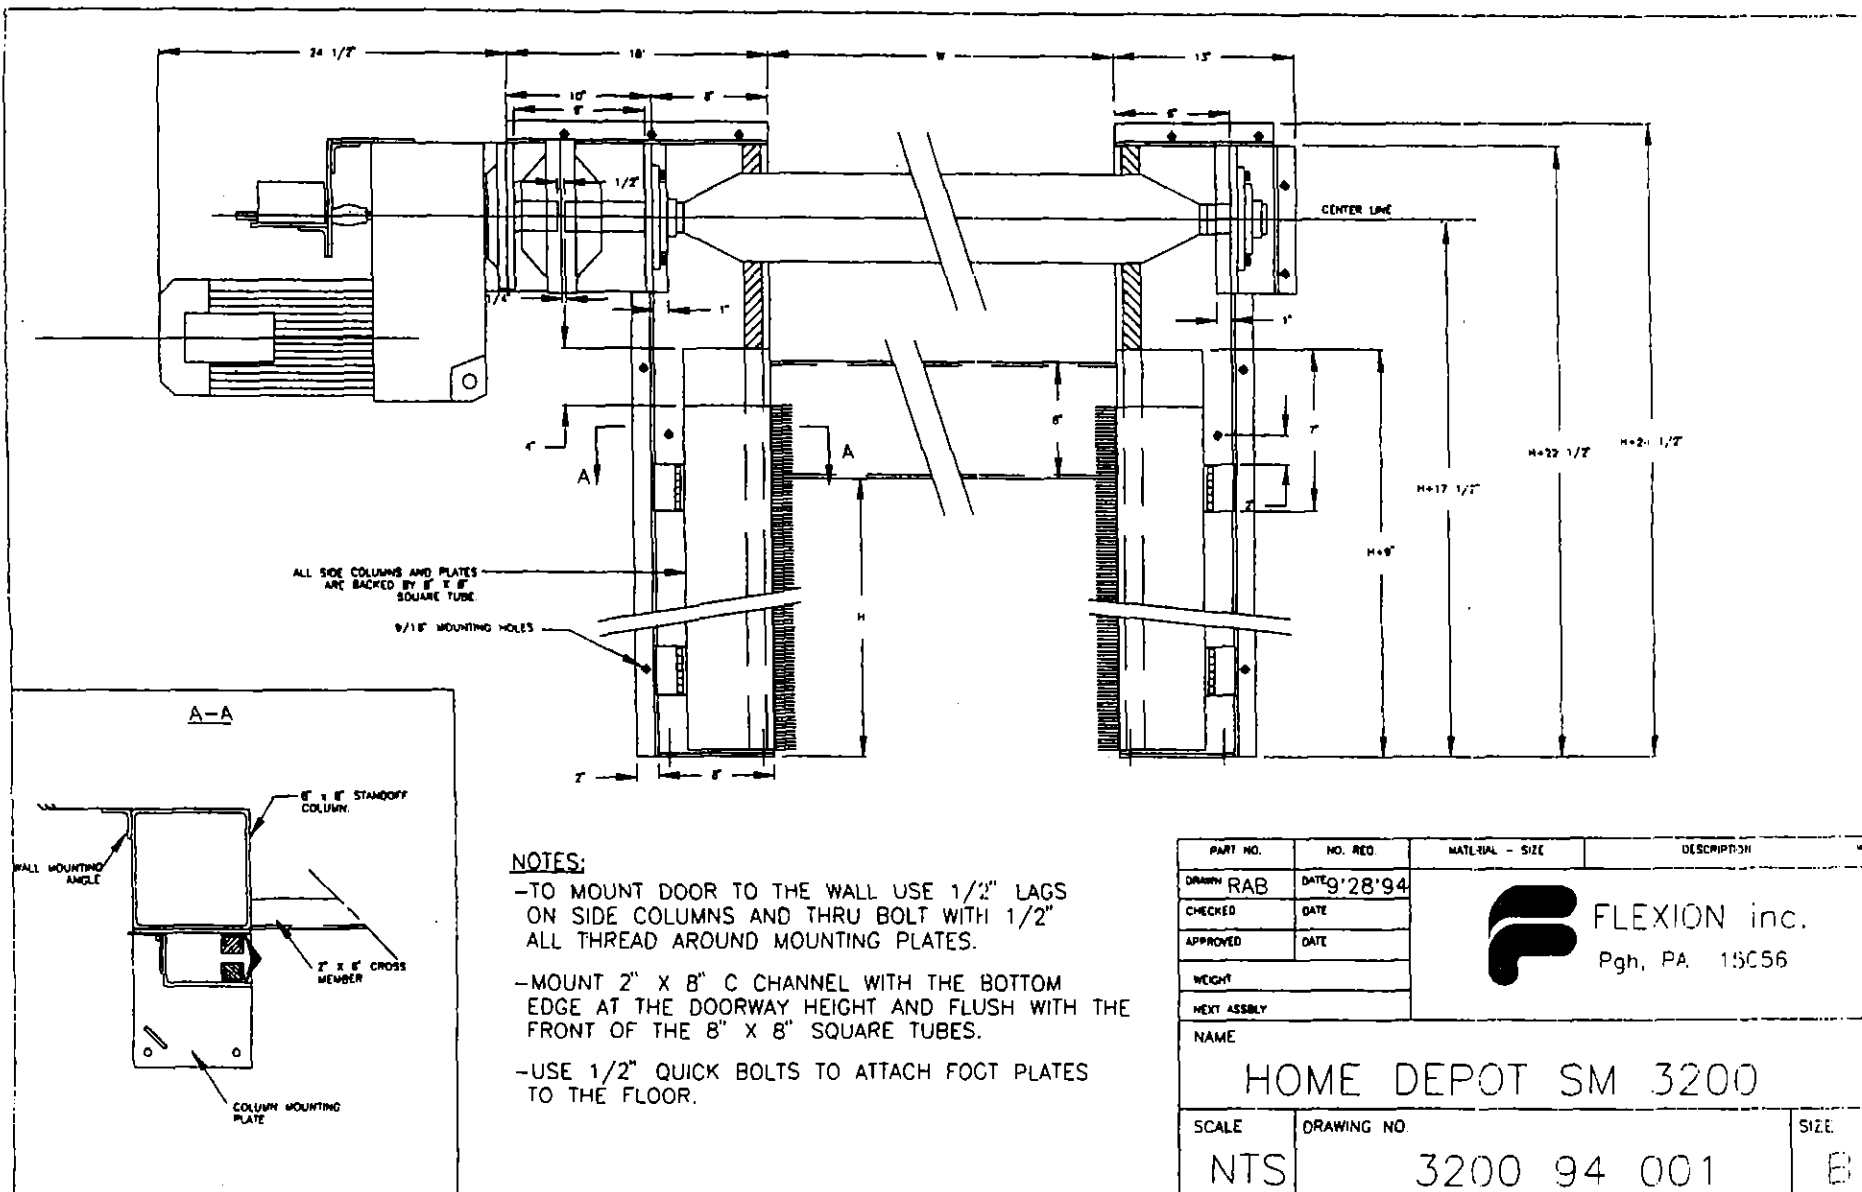 24 1/2"
18"
W
13"
10"
8"
8"
8"
6"
1/2"
CENTER LINE
1/4"
1"
1"
4"
A
A
6"
7"
2"
H+9"
H+17 1/2"
H+22 1/2"
ALL SIDE COLUMNS AND PLATES
ARE BACKED BY 8" X 8"
SQUARE TUBE.
9/16" MOUNTING HOLES
H
2"
8"
A-A
8" x 8" STANDOFF
COLUMN.
WALL MOUNTING
ANGLE
2" X 8" CROSS
MEMBER
COLUMN MOUNTING
PLATE
NOTES:
-TO MOUNT DOOR TO THE WALL USE 1/2" LAGS
ON SIDE COLUMNS AND THRU BOLT WITH 1/2"
ALL THREAD AROUND MOUNTING PLATES.
-MOUNT 2" X 8" C CHANNEL WITH THE BOTTOM
EDGE AT THE DOORWAY HEIGHT AND FLUSH WITH THE
FRONT OF THE 8" X 8" SQUARE TUBES.
-USE 1/2" QUICK BOLTS TO ATTACH FOOT PLATES
TO THE FLOOR.
PART NO. NO. REQ. MATERIAL - SIZE DESCRIPTION
DRAWN RAB DATE 9'28'94
CHECKED DATE
APPROVED DATE
WEIGHT
NEXT ASSBLY
FLEXION inc.
Pgh, PA 15056
NAME
HOME DEPOT SM 3200
SCALE DRAWING NO. SIZE
NTS 3200 94 001 B